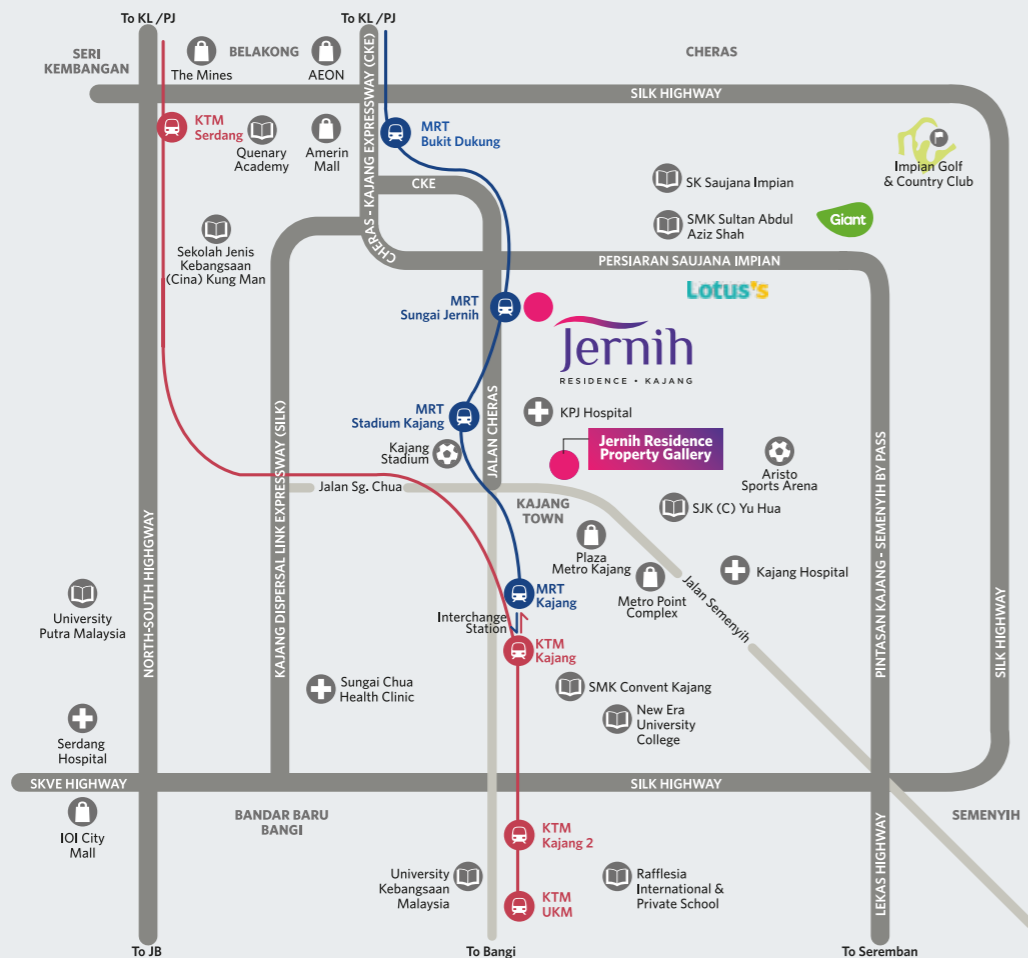 To KL /PJ
To KL /PJ
SERI
KEMBANGAN
The Mines
BELAKONG
AEON
CHERAS
SILK HIGHWAY
CHERAS - KAJANG EXPRESSWAY (CKE)
KTM
Serdang
Quenary
Academy
Amerin
Mall
MRT
Bukit Dukung
Impian Golf
& Country Club
CKE
SK Saujana Impian
SMK Sultan Abdul
Aziz Shah
Giant
Sekolah Jenis
Kebangsaan
(Cina) Kung Man
PERSIARAN SAUJANA IMPIAN
Lotus's
MRT
Sungai Jernih
Jernih
RESIDENCE • KAJANG
MRT
Stadium Kajang
KPJ Hospital
Kajang
Stadium
JALAN CHERAS
Jernih Residence
Property Gallery
Aristo
Sports Arena
KAJANG DISPERSAL LINK EXPRESSWAY (SILK)
Jalan Sg. Chua
KAJANG
TOWN
SJK (C) Yu Hua
Plaza
Metro Kajang
Metro Point
Complex
Kajang Hospital
Jalan Semenyih
PINTASAN KAJANG - SEMENYIH BY PASS
SILK HIGHWAY
University
Putra Malaysia
NORTH-SOUTH HIGHGWAY
MRT
Kajang
Interchange
Station
KTM
Kajang
Sungai Chua
Health Clinic
SMK Convent Kajang
New Era
University
College
Serdang
Hospital
SKVE HIGHWAY
SILK HIGHWAY
IOI City
Mall
BANDAR BARU
BANGI
SEMENYIH
KTM
Kajang 2
University
Kebangsaan
Malaysia
KTM
UKM
Rafflesia
International &
Private School
LEKAS HIGHWAY
To JB
To Bangi
To Seremban